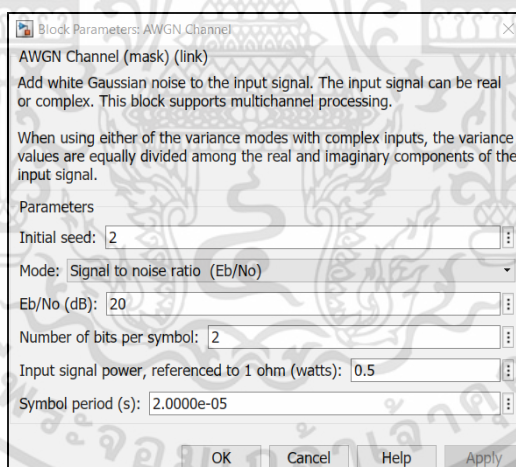 Block Parameters: AWGN Channel
AWGN Channel (mask) (link)
Add white Gaussian noise to the input signal. The input signal can be real
or complex. This block supports multichannel processing.
When using either of the variance modes with complex inputs, the variance
values are equally divided among the real and imaginary components of the
input signal.
Parameters
Initial seed: 2
Mode: Signal to noise ratio (Eb/No)
Eb/No (dB): 20
Number of bits per symbol: 2
Input signal power, referenced to 1 ohm (watts): 0.5
Symbol period (s): 2.0000e-05
OK Cancel Help Apply